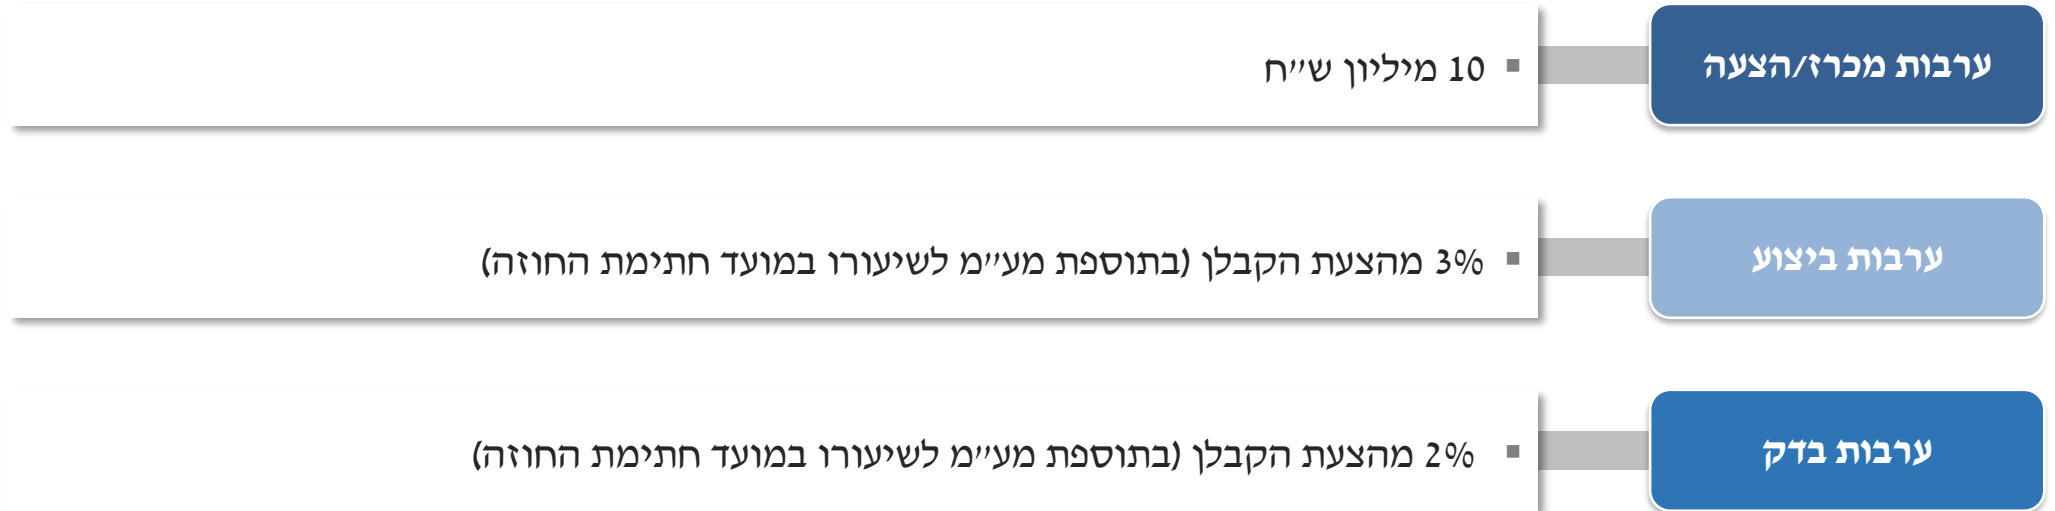 ערבות מכרז/הצעה
▪ 10 מיליון ש״ח
ערבות ביצוע
▪ 3% מהצעת הקבלן (בתוספת מע״מ לשיעורו במועד חתימת החוזה)
ערבות בדק
▪ 2% מהצעת הקבלן (בתוספת מע״מ לשיעורו במועד חתימת החוזה)